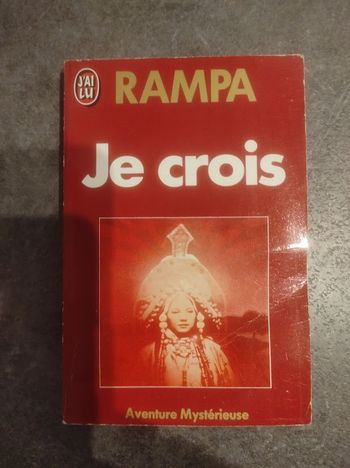 J'AI
LU
RAMPA
Je crois
Aventure Mystérieuse